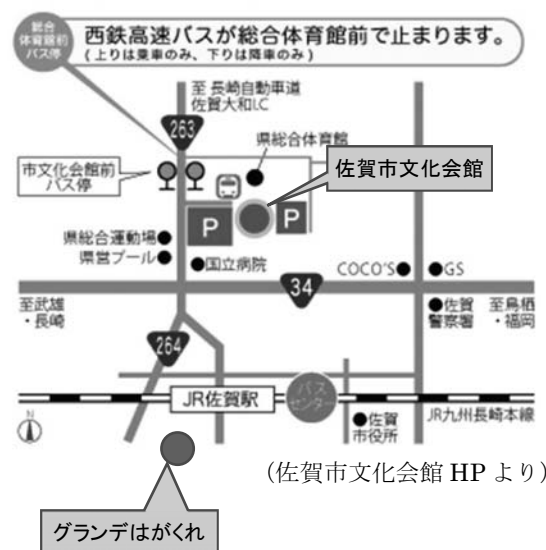 総合
体育館前
バス停
西鉄高速バスが総合体育館前で止まります。
(上りは乗車のみ、下りは降車のみ)
至 長崎自動車道
佐賀大和I.C
263
県総合体育館
市文化会館前
バス停
佐賀市文化会館
P
P
県総合運動場
県営プール
国立病院
COCO'S
GS
34
至武雄
・長崎
佐賀
警察署
至鳥栖
・福岡
264
JR佐賀駅
バス
センター
N
佐賀
市役所
JR九州長崎本線
(佐賀市文化会館 HP より)
グランデはがくれ